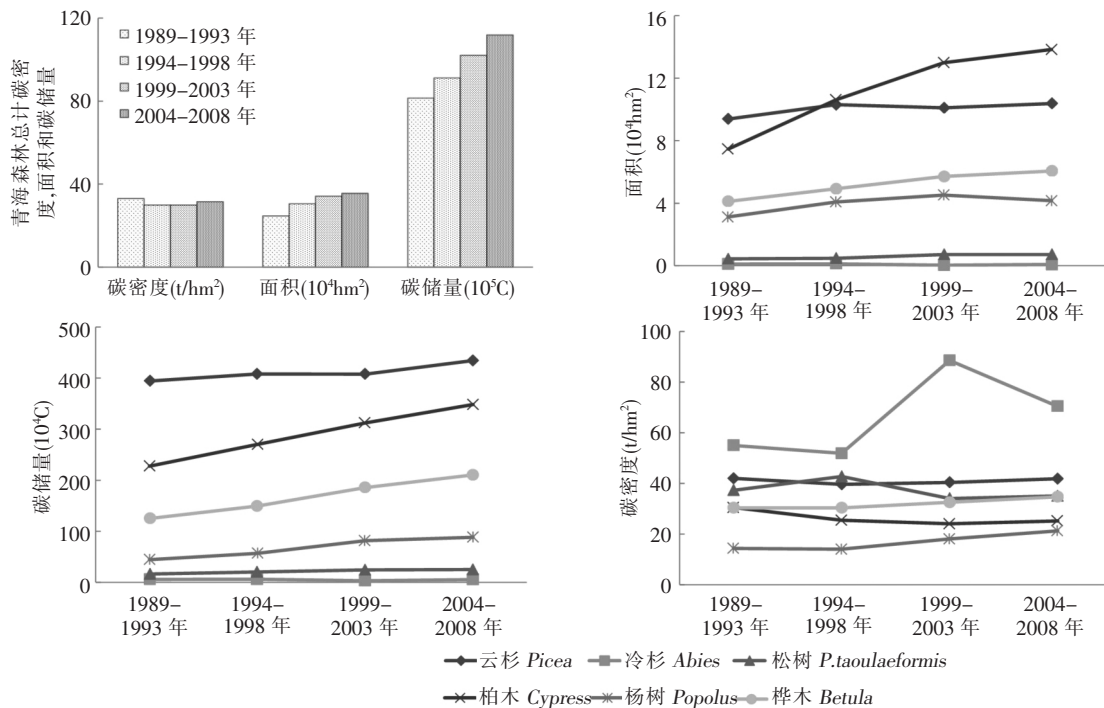 青海森林总计碳密
度,面积和碳储量
120
80
40
0
1989–1993 年
1994–1998 年
1999–2003 年
2004–2008 年
碳密度(t/hm²)
面积(10⁴hm²)
碳储量(10⁵C)
面积(10⁴hm²)
16
12
8
4
0
1989–
1993 年
1994–
1998 年
1999–
2003 年
2004–
2008 年
碳储量(10⁴C)
500
400
300
200
100
0
1989–
1993 年
1994–
1998 年
1999–
2003 年
2004–
2008 年
碳密度(t/hm²)
100
80
60
40
20
0
1989–
1993 年
1994–
1998 年
1999–
2003 年
2004–
2008 年
云杉 Picea
冷杉 Abies
松树 P.taoulaeformis
柏木 Cypress
杨树 Popolus
桦木 Betula